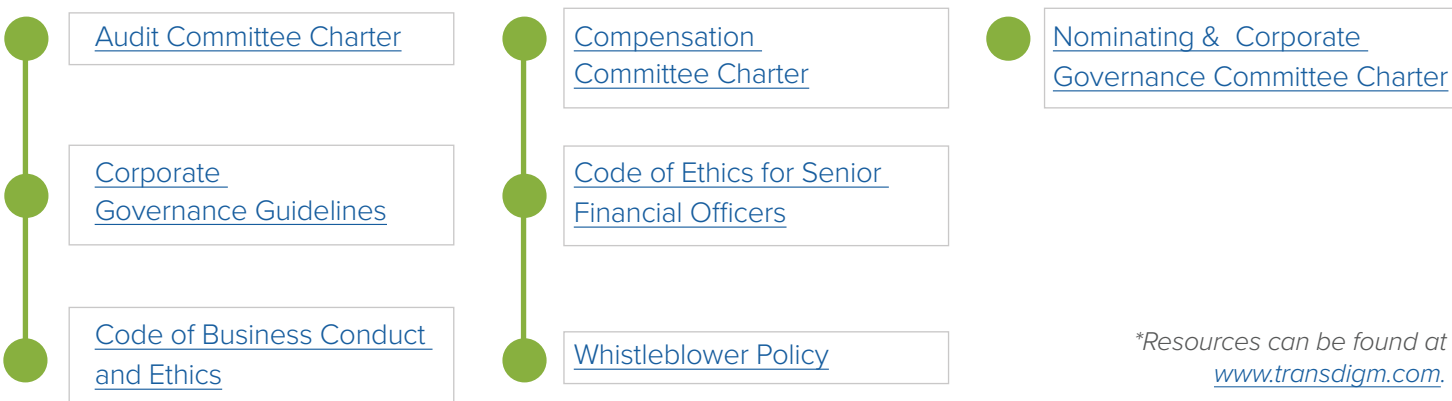 Audit Committee Charter
Corporate
Governance Guidelines
Code of Business Conduct
and Ethics
Compensation
Committee Charter
Code of Ethics for Senior
Financial Officers
Whistleblower Policy
Nominating & Corporate
Governance Committee Charter
*Resources can be found at
www.transdigm.com.